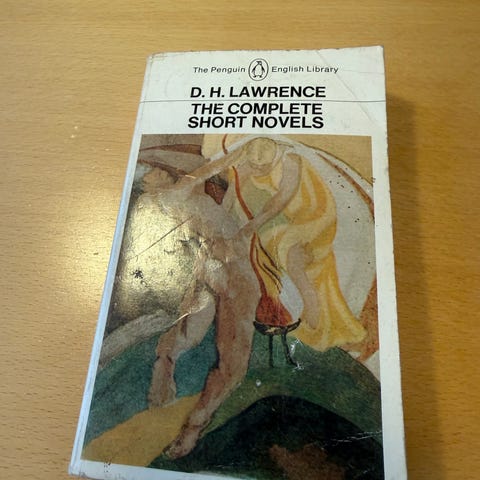 The Penguin English Library
D. H. LAWRENCE
THE COMPLETE
SHORT NOVELS